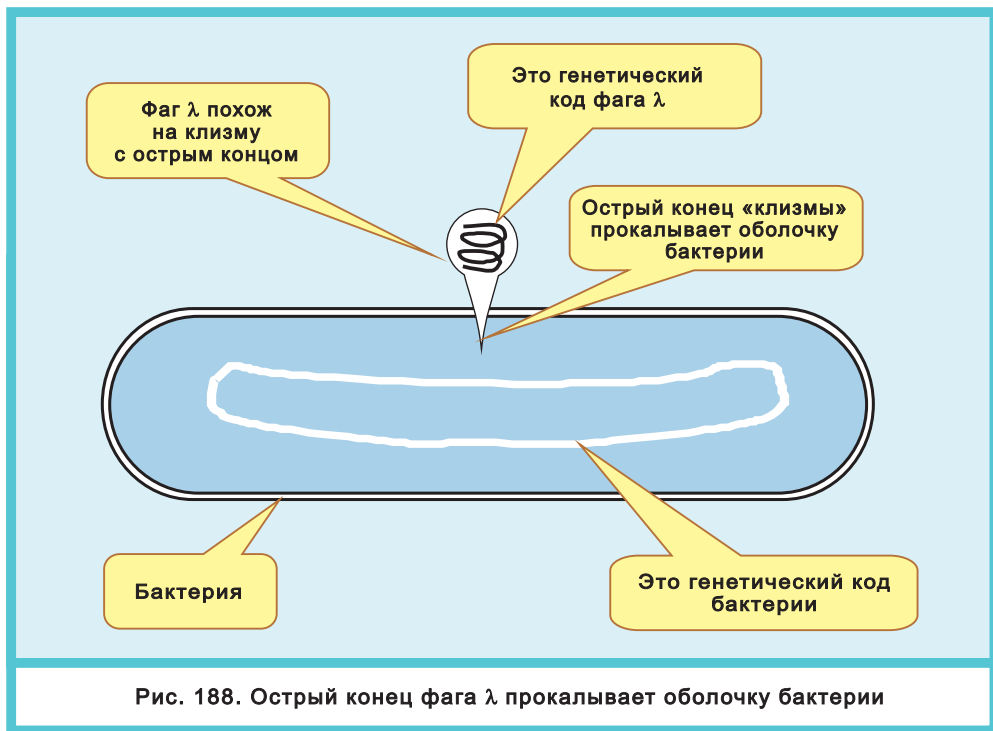 Это генетический
код фага λ
Фаг λ похож
на клизму
с острым концом
Острый конец «клизмы»
прокалывает оболочку
бактерии
Бактерия
Это генетический код
бактерии
Рис. 188. Острый конец фага λ прокалывает оболочку бактерии